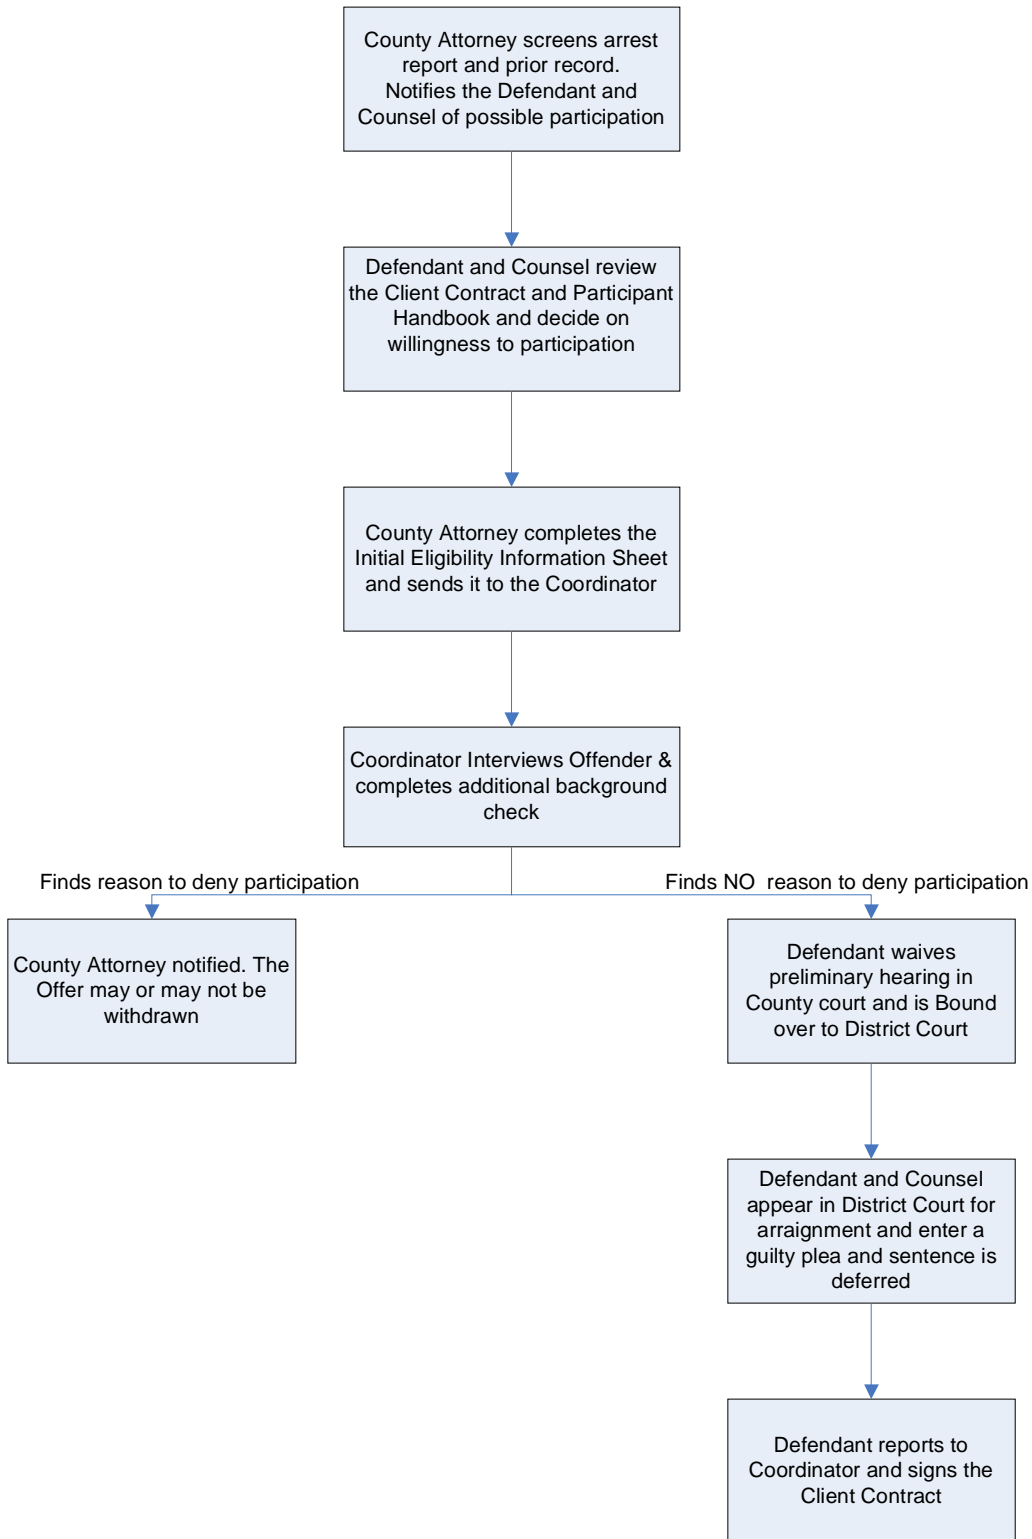 County Attorney screens arrest
report and prior record.
Notifies the Defendant and
Counsel of possible participation
Defendant and Counsel review
the Client Contract and Participant
Handbook and decide on
willingness to participation
County Attorney completes the
Initial Eligibility Information Sheet
and sends it to the Coordinator
Coordinator Interviews Offender &
completes additional background
check
Finds reason to deny participation
Finds NO reason to deny participation
County Attorney notified. The
Offer may or may not be
withdrawn
Defendant waives
preliminary hearing in
County court and is Bound
over to District Court
Defendant and Counsel
appear in District Court for
arraignment and enter a
guilty plea and sentence is
deferred
Defendant reports to
Coordinator and signs the
Client Contract